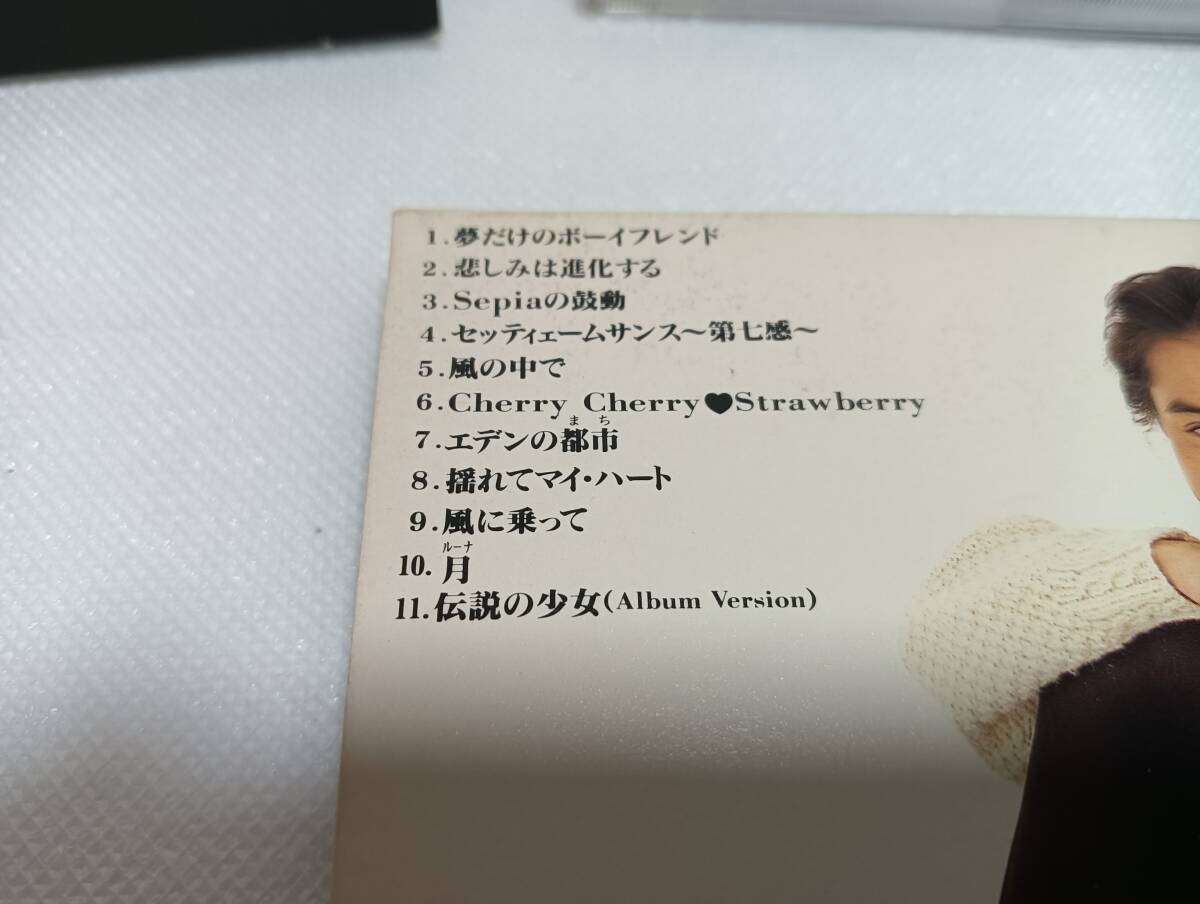 1.夢だけのボーイフレンド
2.悲しみは進化する
3.Sepiaの鼓動
4.セッティェームサンス〜第七感〜
5.風の中で
6.Cherry Cherry♥Strawberry
まち
7.エデンの都市
8.揺れてマイ・ハート
9.風に乗って
ルーナ
10.月
11.伝説の少女(Album Version)